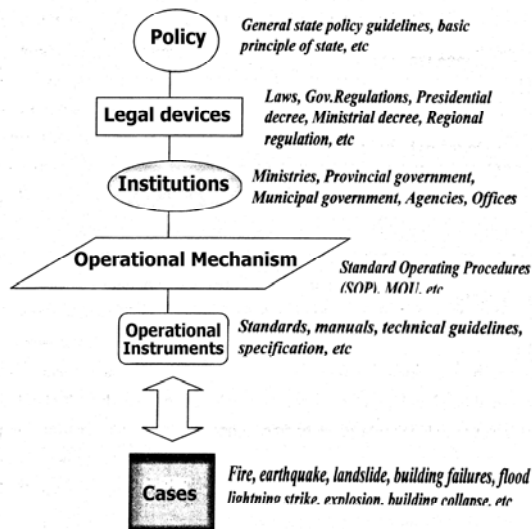 Policy
General state policy guidelines, basic
principle of state, etc
Legal devices
Laws, Gov.Regulations, Presidential
decree, Ministrial decree, Regional
regulation, etc
Institutions
Ministries, Provincial government,
Municipal government, Agencies, Offices
Operational Mechanism
Standard Operating Procedures
(SOP), MOU, etc
Operational
Instruments
Standards, manuals, technical guidelines,
specification, etc
Cases
Fire, earthquake, landslide, building failures, flood
lightning strike, explosion, building collapse, etc